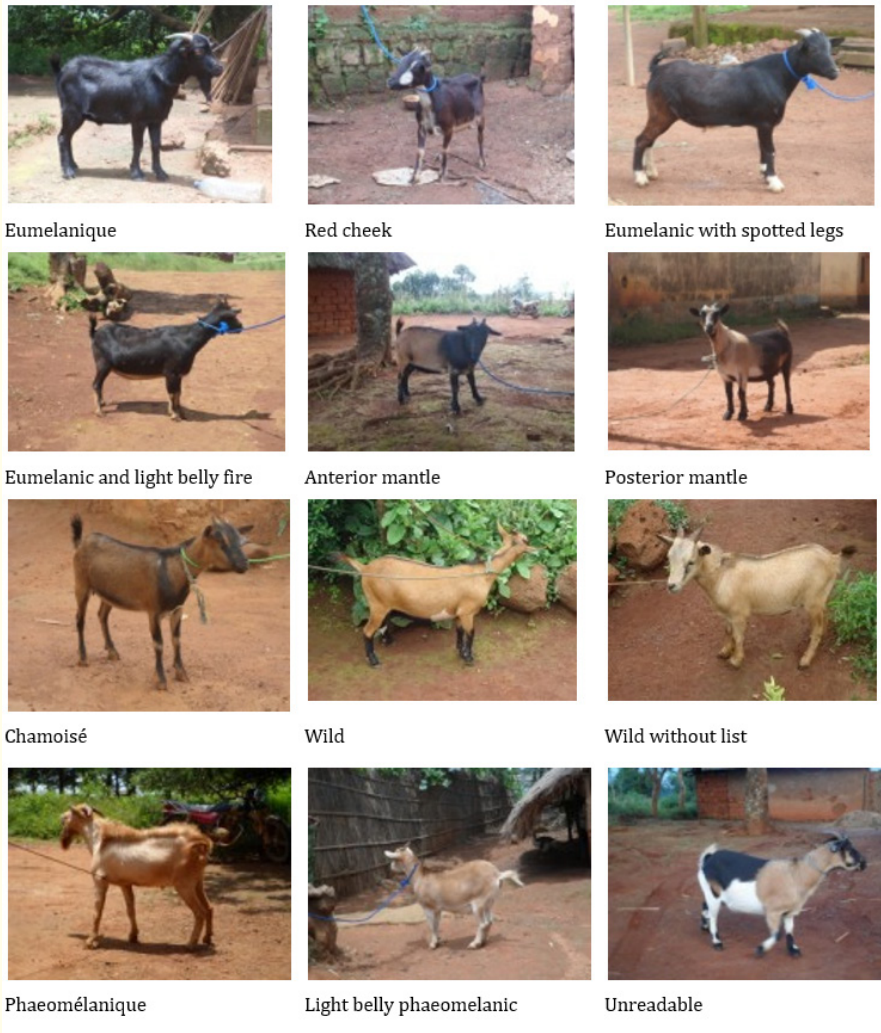 Eumelanique
Red cheek
Eumelanic with spotted legs
Eumelanic and light belly fire
Anterior mantle
Posterior mantle
Chamoisé
Wild
Wild without list
Phaeomélanique
Light belly phaeomelanic
Unreadable